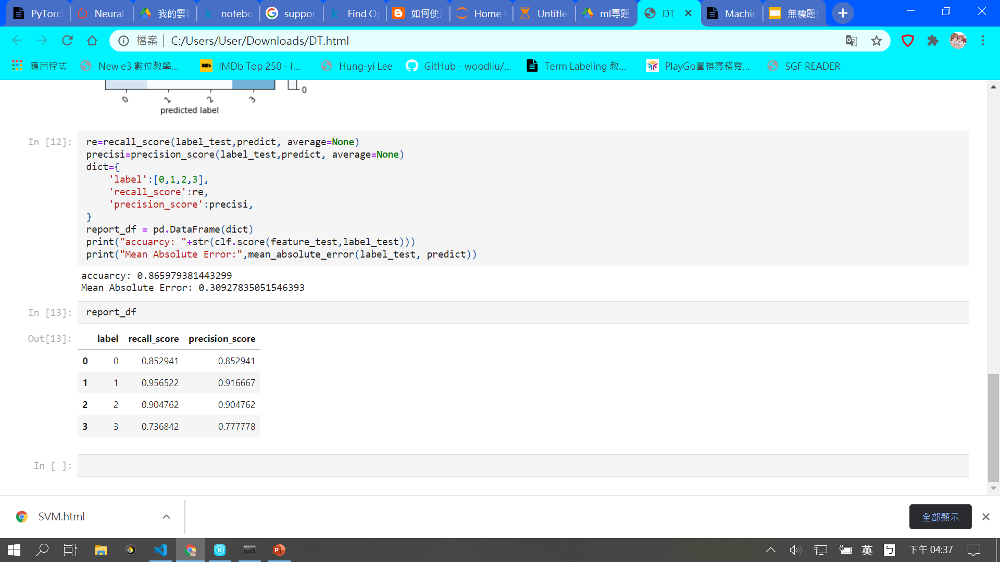 PyTorc
Neural
我的雲
notebo
suppor
Find Op
如何使
Home
Untitle
ml專題
DT
Machin
無標題
檔案
C:/Users/User/Downloads/DT.html
應用程式
New e3 數位教學...
IMDb
IMDb Top 250 - I...
Hung-yi Lee
GitHub - woodliu/...
Term Labeling 教...
PlayGo圍棋賽務雲...
SGF READER
0
0 1 2 3
predicted label
In [12]:
re=recall_score(label_test,predict, average=None)
precisi=precision_score(label_test,predict, average=None)
dict={
'label':[0,1,2,3],
'recall_score':re,
'precision_score':precisi,
}
report_df = pd.DataFrame(dict)
print("accuarcy: "+str(clf.score(feature_test,label_test)))
print("Mean Absolute Error:",mean_absolute_error(label_test, predict))
accuarcy: 0.865979381443299
Mean Absolute Error: 0.30927835051546393
In [13]:
report_df
Out[13]:
label recall_score precision_score
0 0 0.852941 0.852941
1 1 0.956522 0.916667
2 2 0.904762 0.904762
3 3 0.736842 0.777778
In [ ]:
SVM.html
全部顯示
英
ㄅ
下午 04:37